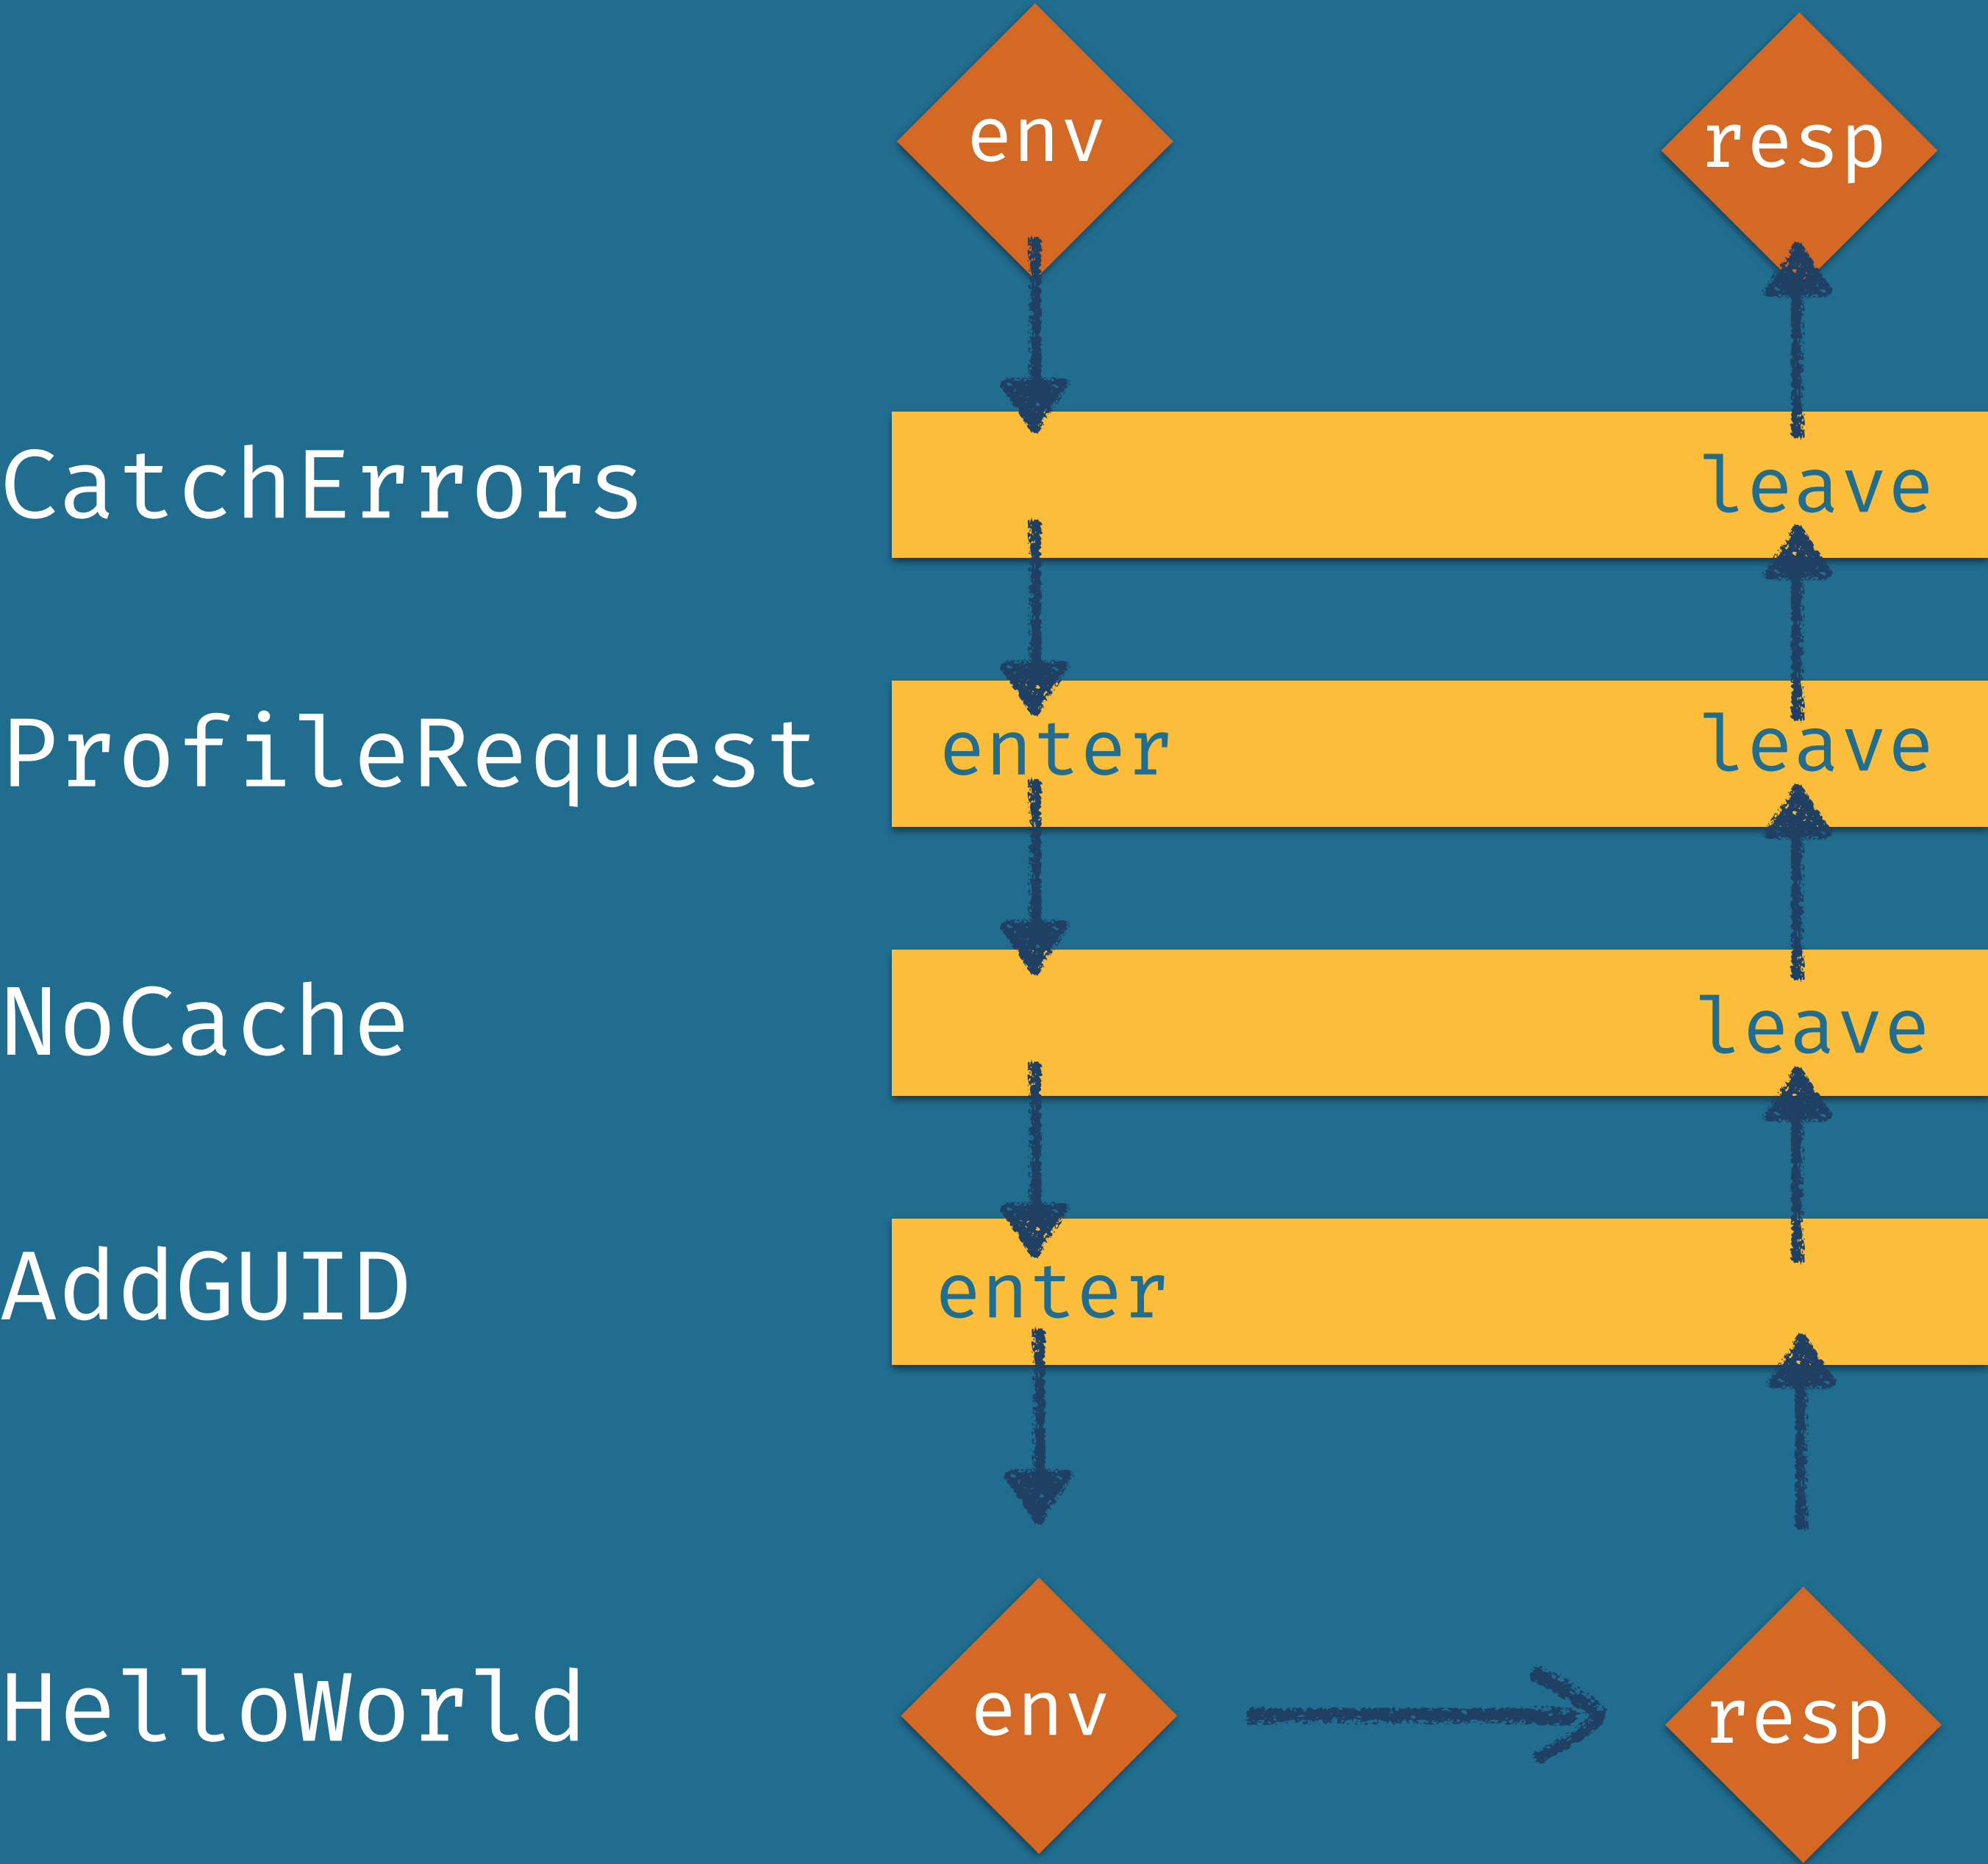 env resp
CatchErrors leave
ProfileRequest enter leave
NoCache leave
AddGUID enter
HelloWorld env resp